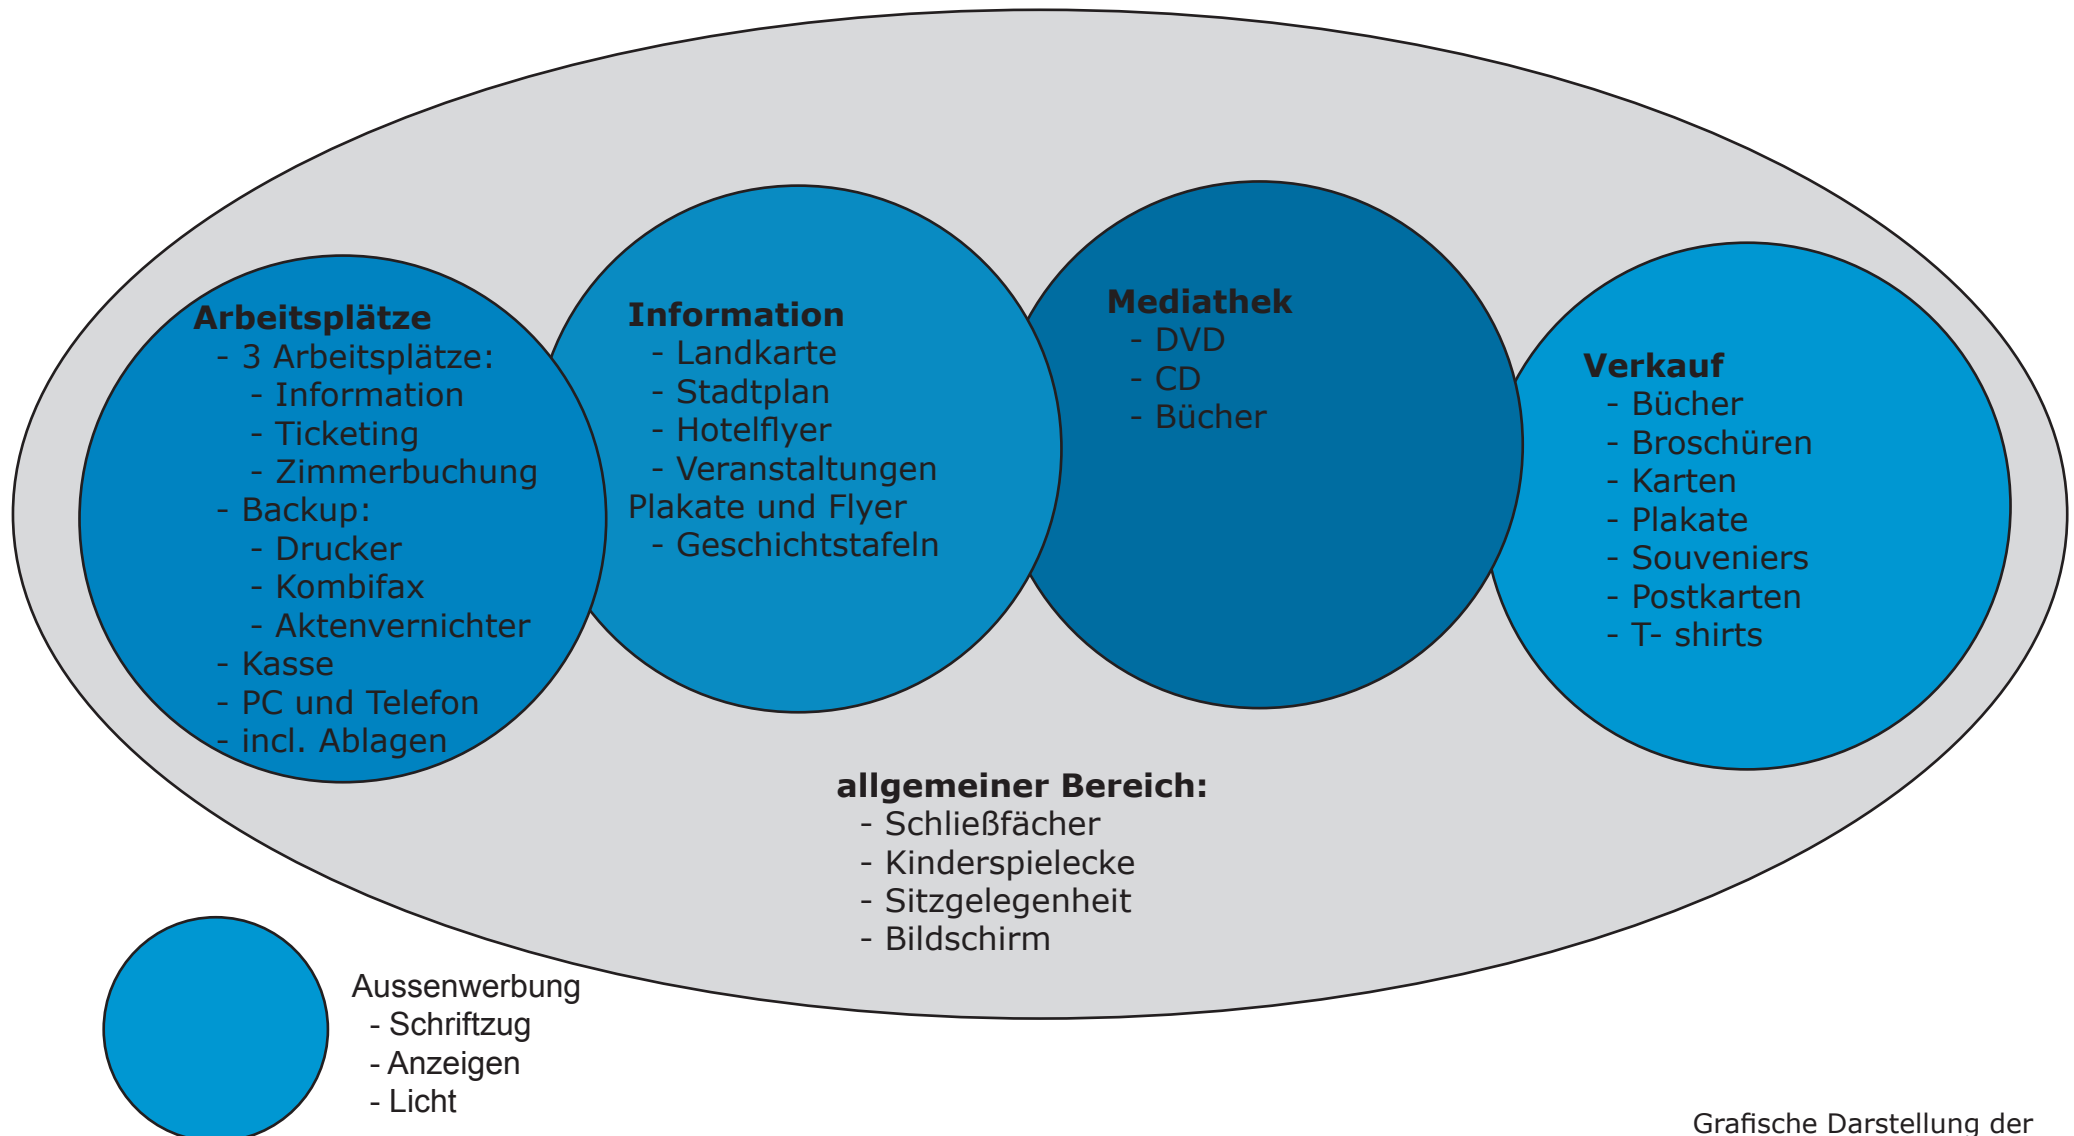 Arbeitsplätze
- 3 Arbeitsplätze:
- Information
- Ticketing
- Zimmerbuchung
- Backup:
- Drucker
- Kombifax
- Aktenvernichter
- Kasse
- PC und Telefon
- incl. Ablagen
Information
- Landkarte
- Stadtplan
- Hotelflyer
- Veranstaltungen
Plakate und Flyer
- Geschichtstafeln
Mediathek
- DVD
- CD
- Bücher
Verkauf
- Bücher
- Broschüren
- Karten
- Plakate
- Souveniers
- Postkarten
- T- shirts
allgemeiner Bereich:
- Schließfächer
- Kinderspielecke
- Sitzgelegenheit
- Bildschirm
Aussenwerbung
- Schriftzug
- Anzeigen
- Licht
Grafische Darstellung der